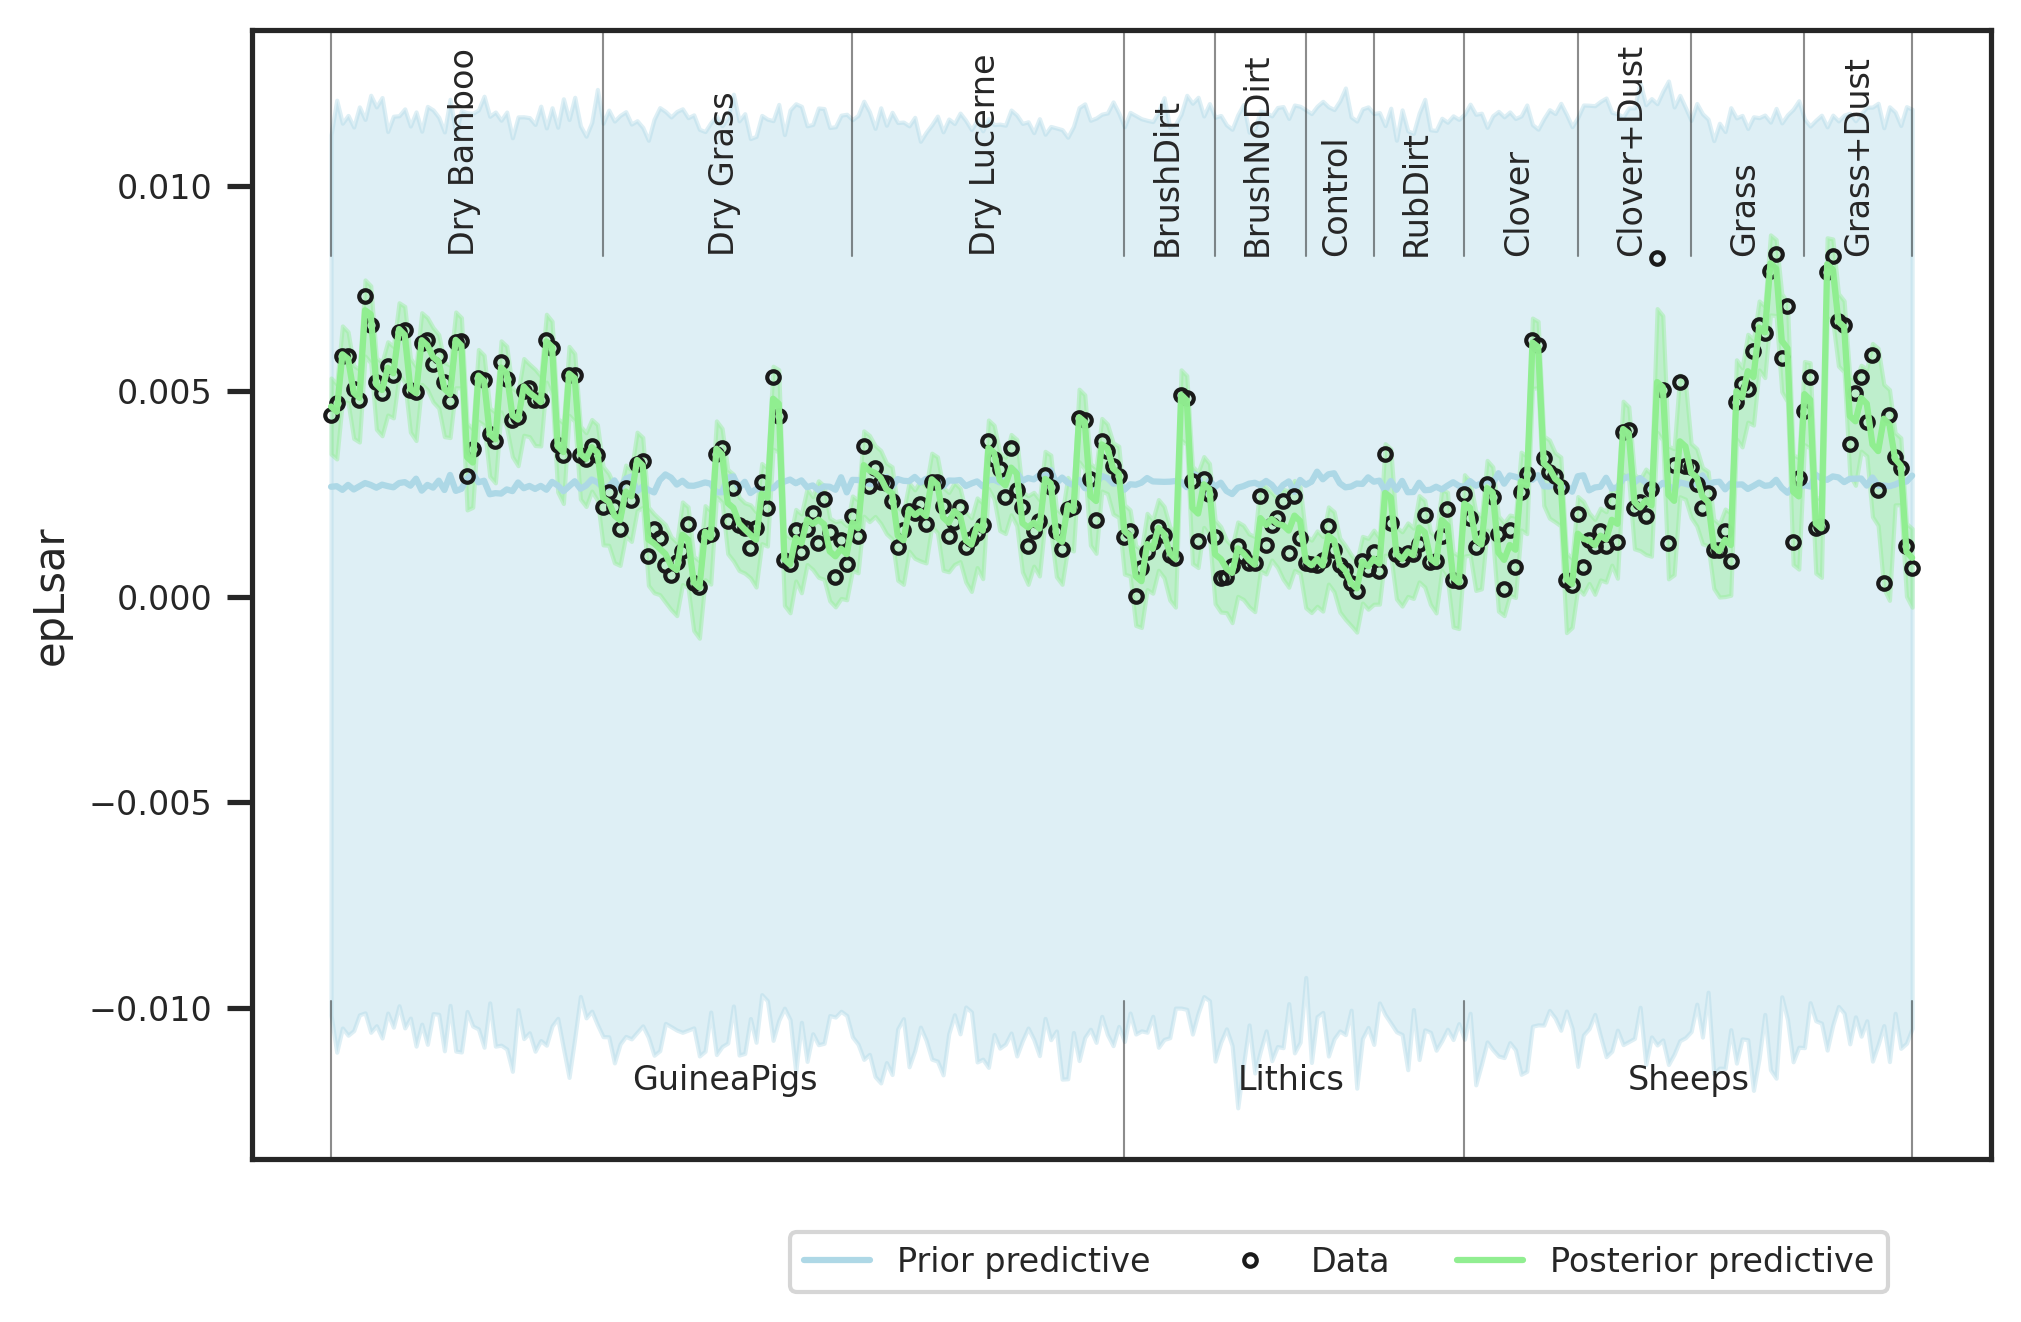 Dry Bamboo
Dry Grass
Dry Lucerne
BrushDirt
BrushNoDirt
Control
RubDirt
Clover
Clover+Dust
Grass
Grass+Dust
0.010
0.005
0.000
−0.005
−0.010
epLsar
GuineaPigs
Lithics
Sheeps
Prior predictive
Data
Posterior predictive